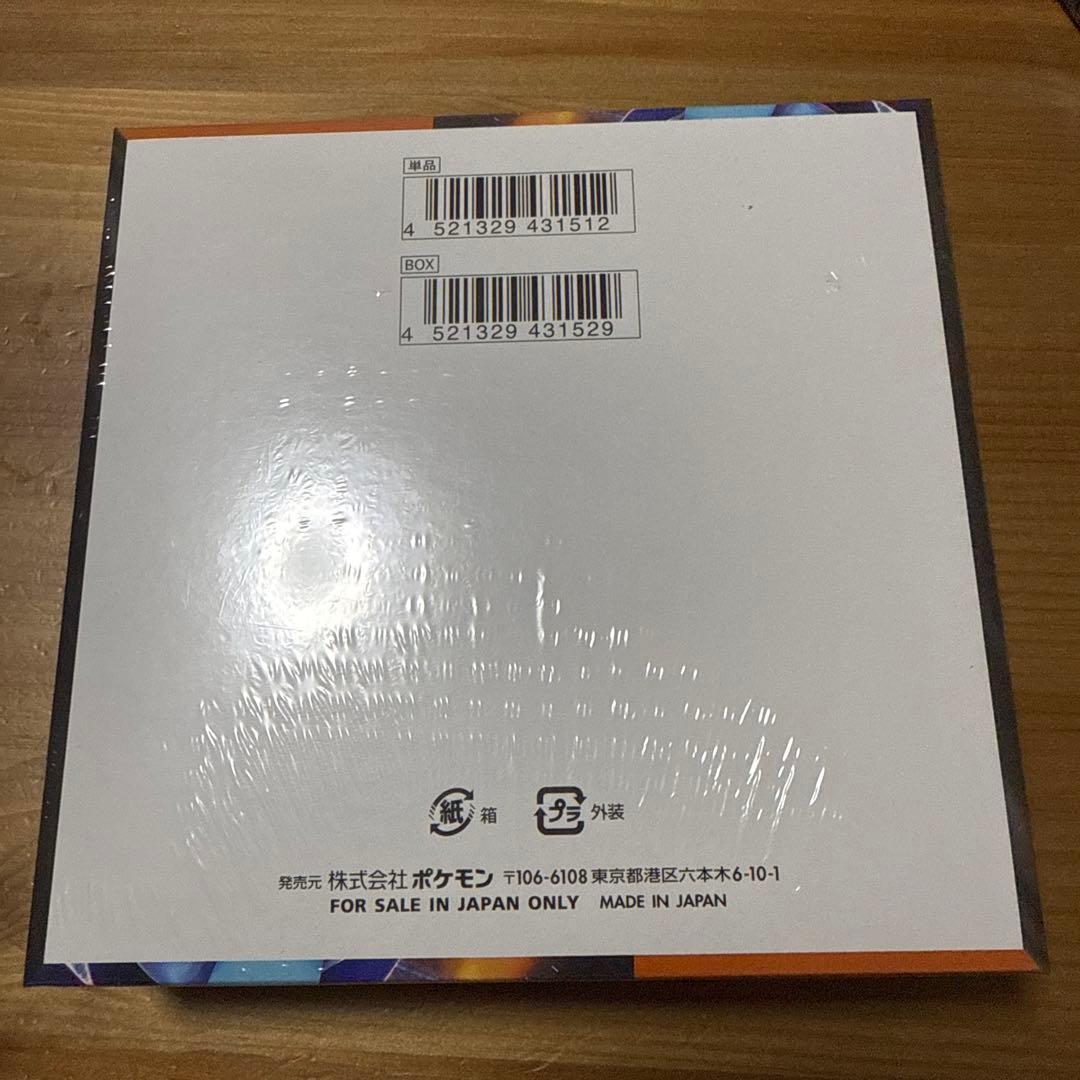 単品
4 521329 431512
BOX
4 521329 431529
紙 箱 プラ 外装
発売元 株式会社 ポケモン 〒106-6108 東京都港区六本木6-10-1
FOR SALE IN JAPAN ONLY MADE IN JAPAN